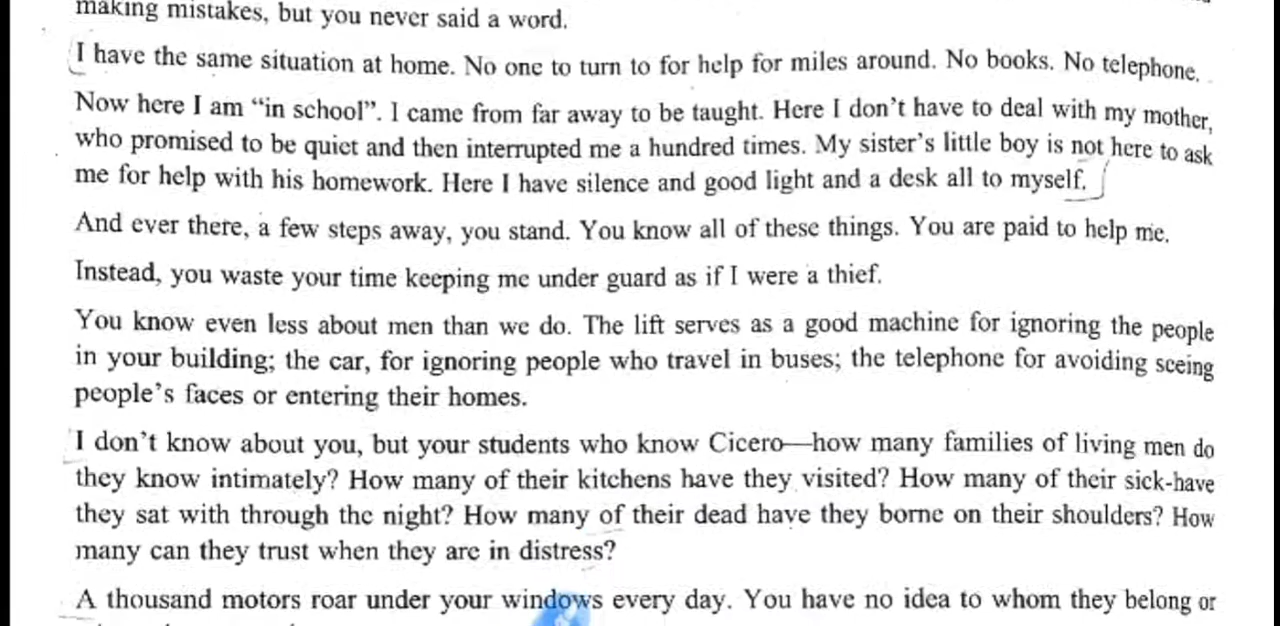 making mistakes, but you never said a word.
I have the same situation at home. No one to turn to for help for miles around. No books. No telephone.
Now here I am “in school”. I came from far away to be taught. Here I don’t have to deal with my mother,
who promised to be quiet and then interrupted me a hundred times. My sister’s little boy is not here to ask
me for help with his homework. Here I have silence and good light and a desk all to myself.
And ever there, a few steps away, you stand. You know all of these things. You are paid to help me.
Instead, you waste your time keeping me under guard as if I were a thief.
You know even less about men than we do. The lift serves as a good machine for ignoring the people
in your building; the car, for ignoring people who travel in buses; the telephone for avoiding seeing
people’s faces or entering their homes.
I don’t know about you, but your students who know Cicero—how many families of living men do
they know intimately? How many of their kitchens have they visited? How many of their sick-have
they sat with through the night? How many of their dead have they borne on their shoulders? How
many can they trust when they are in distress?
A thousand motors roar under your windows every day. You have no idea to whom they belong or